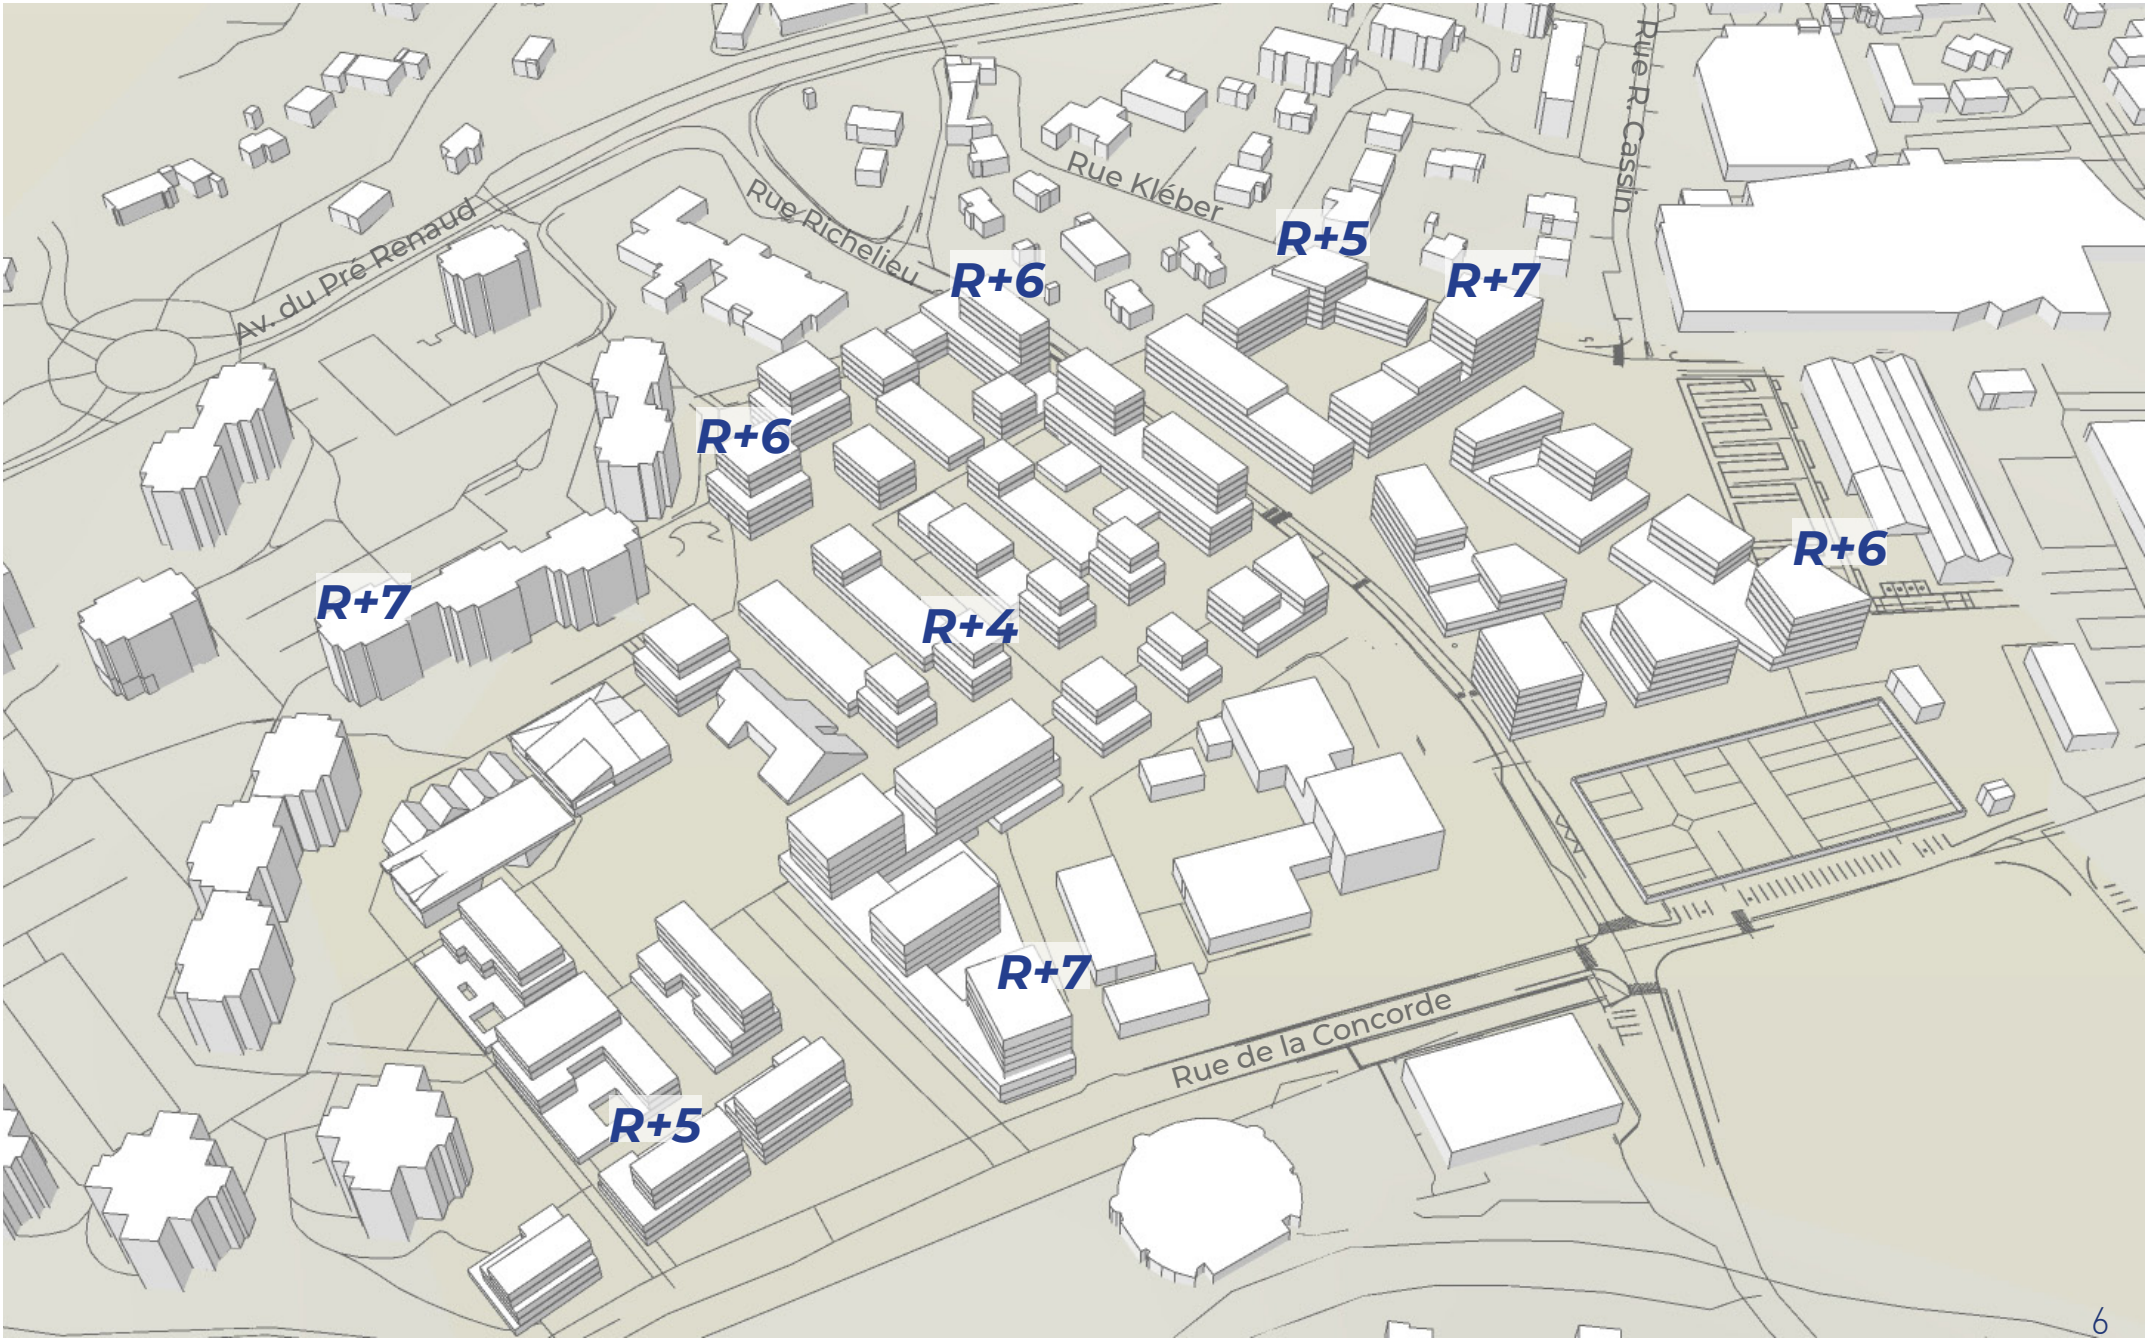 Rue R. Cassin
Rue Kléber
Rue Richelieu
Av. du Pré Renaud
R+5
R+6
R+7
R+6
R+6
R+7
R+4
R+7
Rue de la Concorde
R+5
6